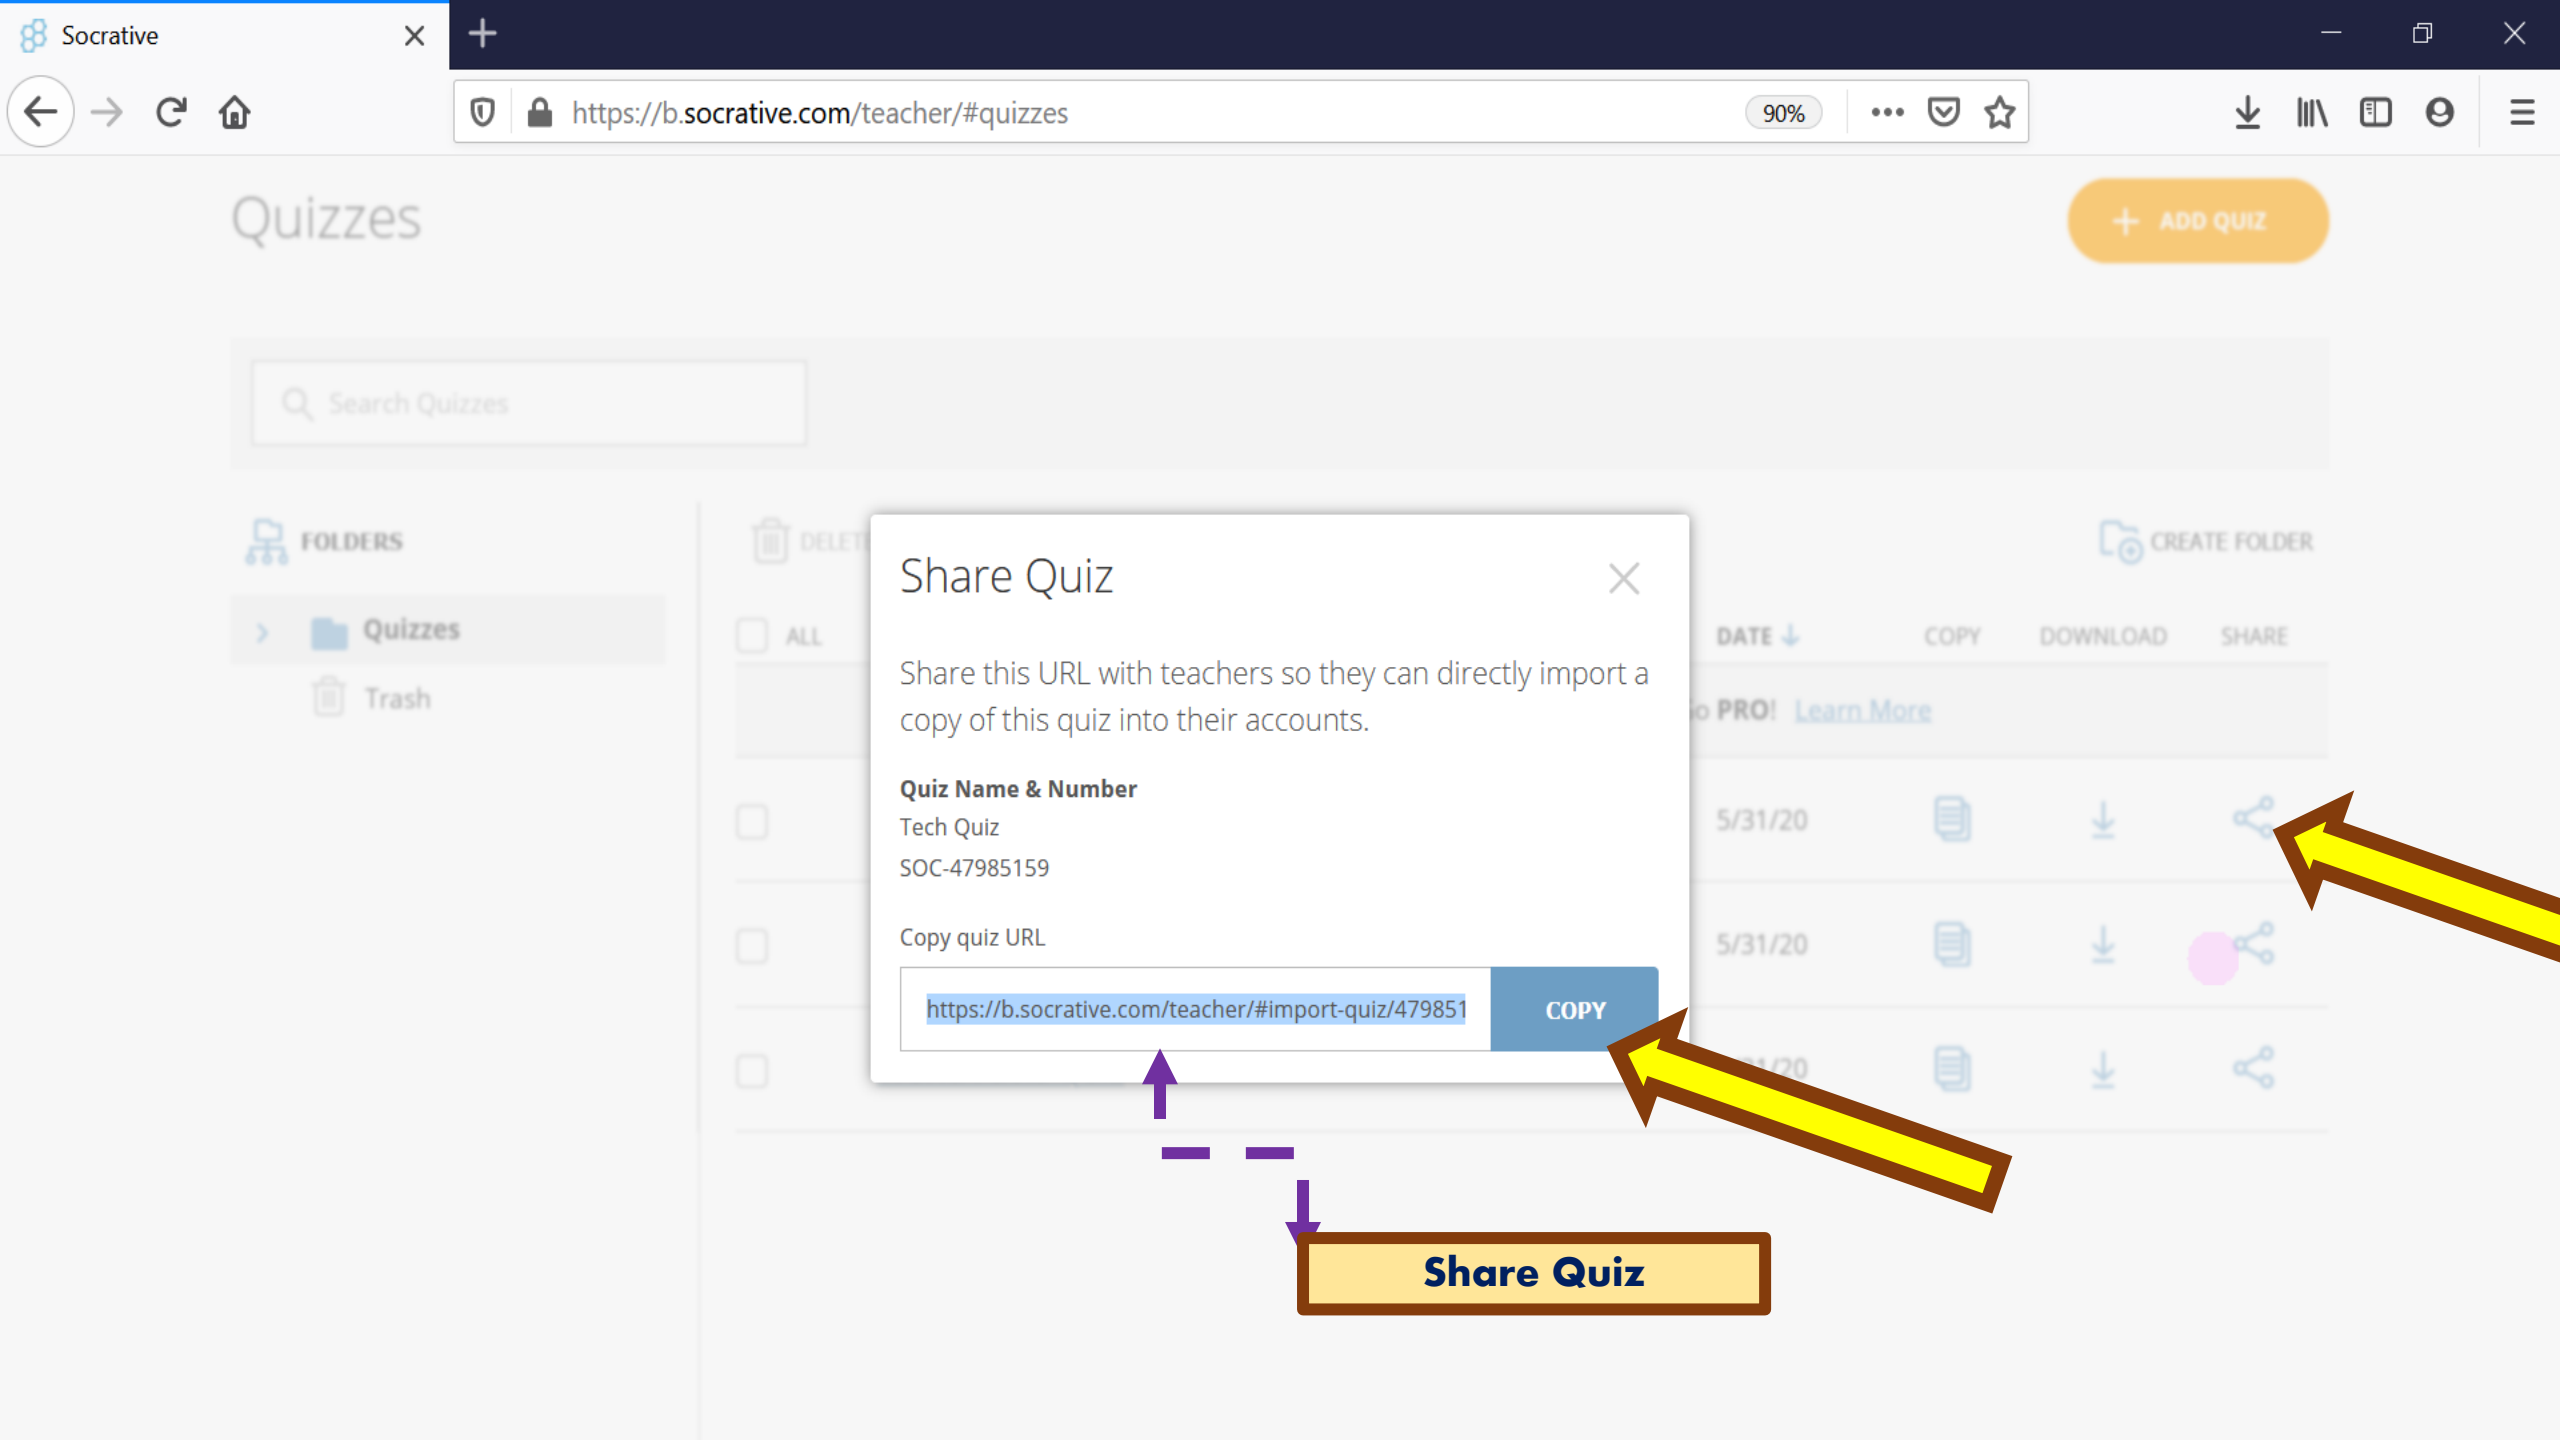 Socrative
https://b.socrative.com/teacher/#quizzes
90%
Quizzes
ADD QUIZ
Search Quizzes
FOLDERS
DELETE
CREATE FOLDER
Quizzes
Trash
ALL
DATE
COPY
DOWNLOAD
SHARE
PRO! Learn More
Share Quiz
Share this URL with teachers so they can directly import a
copy of this quiz into their accounts.
Quiz Name & Number
Tech Quiz
SOC-47985159
Copy quiz URL
https://b.socrative.com/teacher/#import-quiz/479851
COPY
5/31/20
5/31/20
Share Quiz